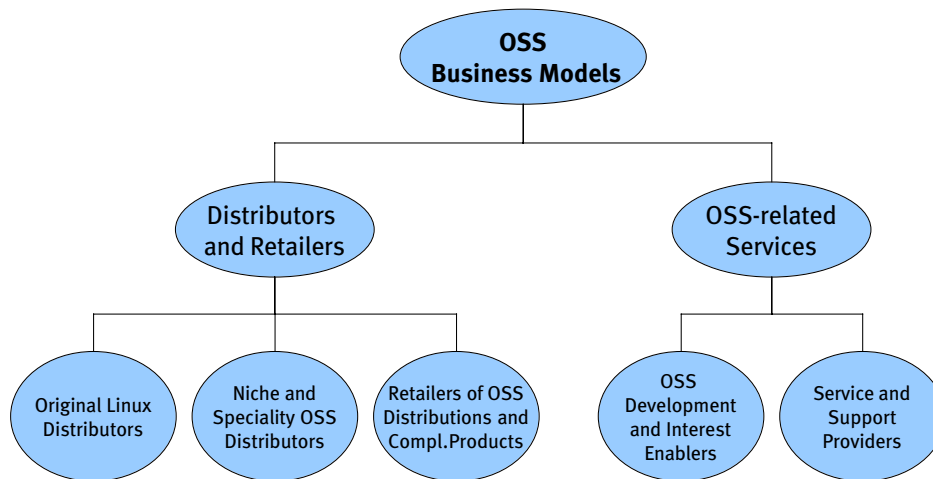 OSS
Business Models
Distributors
and Retailers
OSS-related
Services
Original Linux
Distributors
Niche and
Speciality OSS
Distributors
Retailers of OSS
Distributions and
Compl.Products
OSS
Development
and Interest
Enablers
Service and
Support
Providers